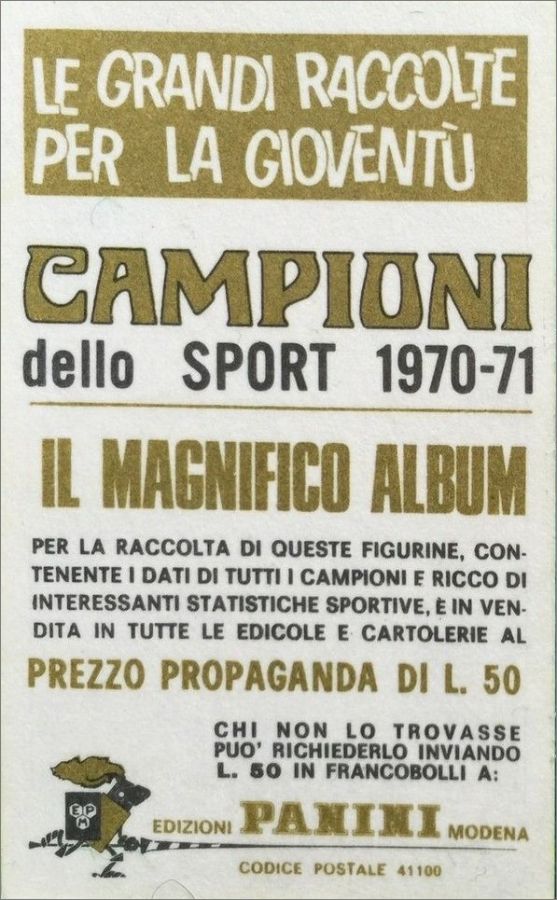 LE GRANDI RACCOLTE
PER LA GIOVENTÙ
CAMPIONI
dello SPORT 1970-71
IL MAGNIFICO ALBUM
PER LA RACCOLTA DI QUESTE FIGURINE, CON-
TENENTE I DATI DI TUTTI I CAMPIONI E RICCO DI
INTERESSANTI STATISTICHE SPORTIVE, È IN VEN-
DITA IN TUTTE LE EDICOLE E CARTOLERIE AL
PREZZO PROPAGANDA DI L. 50
CHI NON LO TROVASSE
PUO' RICHIEDERLO INVIANDO
L. 50 IN FRANCOBOLLI A:
EPM
EDIZIONI PANINI MODENA
CODICE POSTALE 41100